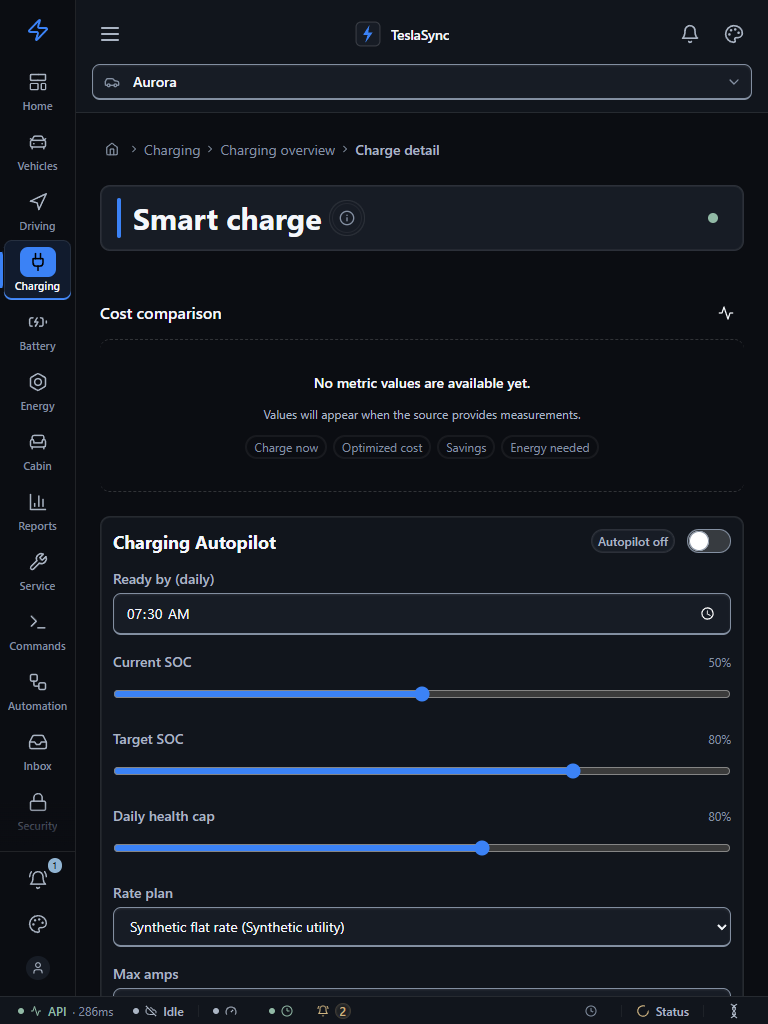 TeslaSync
Aurora
Home
Vehicles
Driving
Charging
Battery
Energy
Cabin
Reports
Service
Commands
Automation
Inbox
Security
1
Charging > Charging overview > Charge detail
Smart charge
Cost comparison
No metric values are available yet.
Values will appear when the source provides measurements.
Charge now Optimized cost Savings Energy needed
Charging Autopilot Autopilot off
Ready by (daily)
07:30 AM
Current SOC 50%
Target SOC 80%
Daily health cap 80%
Rate plan
Synthetic flat rate (Synthetic utility)
Max amps
API · 286ms Idle 2 Status